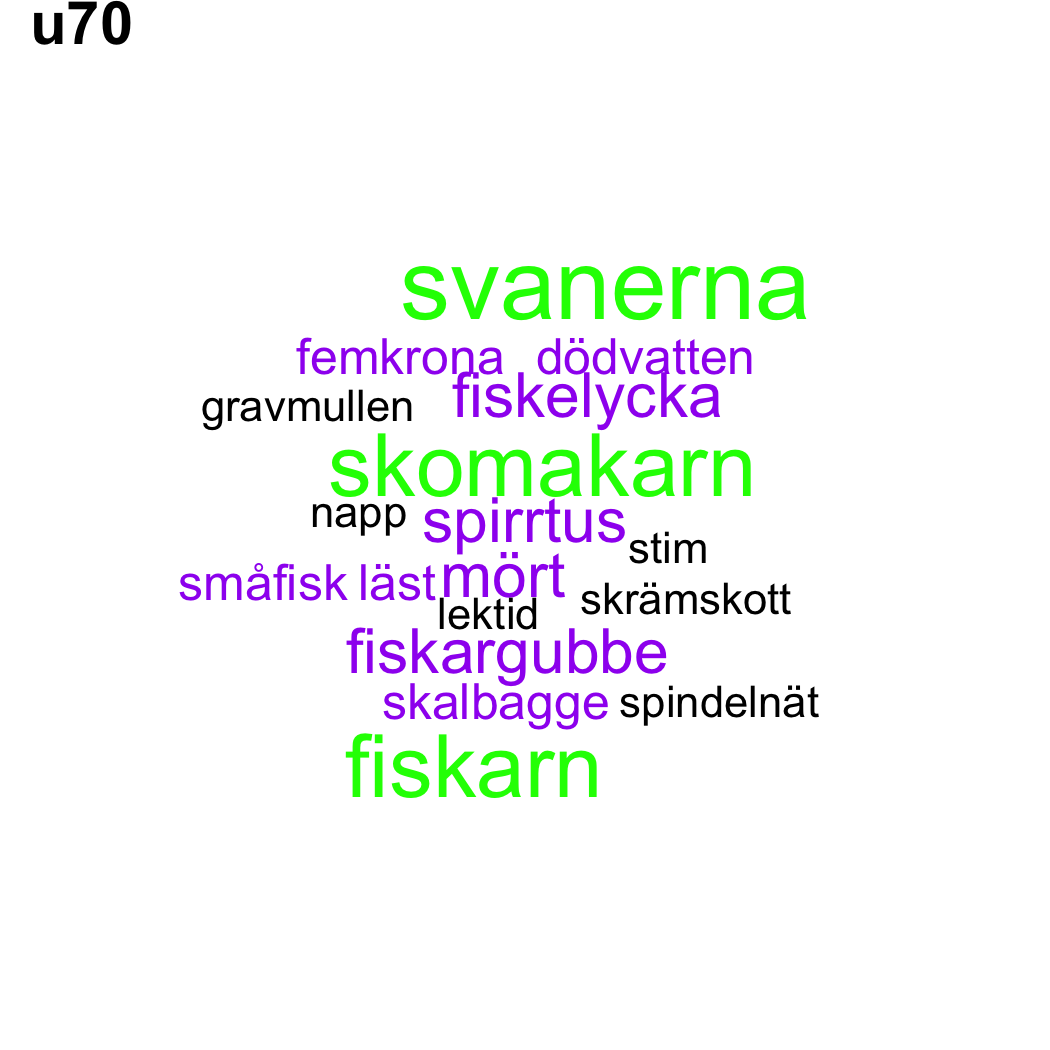 u70
svanerna
femkrona dödvatten
gravmullen fiskelycka
skomakarn
napp spirrtus
stim
småfisk läst mört
lektid skrämskott
fiskargubbe
skalbagge spindelnät
fiskarn